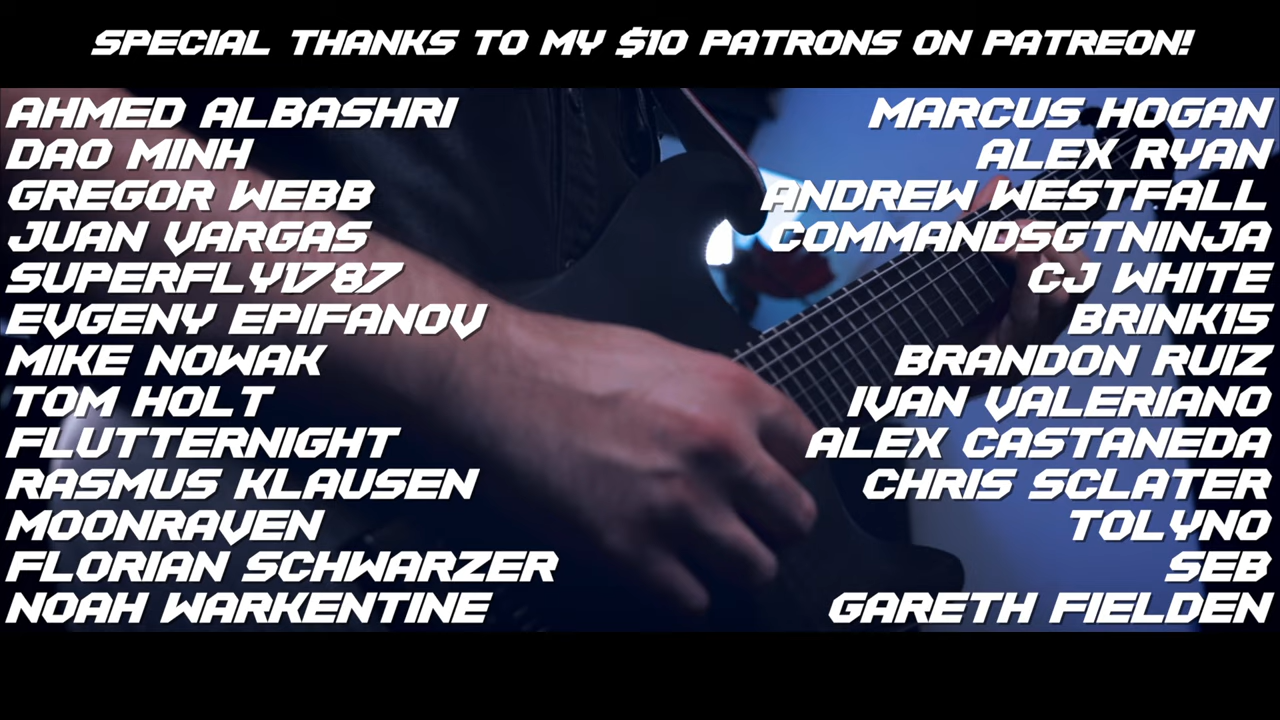 SPECIAL THANKS TO MY $10 PATRONS ON PATREON!
AHMED ALBASHRI
DAO MINH
GREGOR WEBB
JUAN VARGAS
SUPERFLY1787
EVGENY EPIFANOV
MIKE NOWAK
TOM HOLT
FLUTTERNIGHT
RASMUS KLAUSEN
MOONRAVEN
FLORIAN SCHWARZER
NOAH WARKENTINE
MARCUS HOGAN
ALEX RYAN
ANDREW WESTFALL
COMMANDSGTNINJA
CJ WHITE
BRINK15
BRANDON RUIZ
IVAN VALERIANO
ALEX CASTANEDA
CHRIS SCLATER
TOLYNO
SEB
GARETH FIELDEN